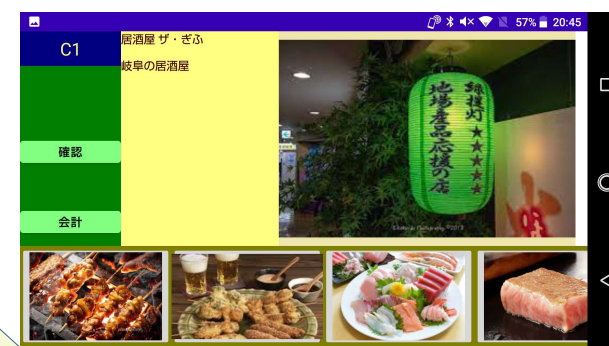 57% 20:45
C1
居酒屋 ザ・ぎふ
岐阜の居酒屋
確認
会計
緑提灯 ★★★★★
地場産品応援の店